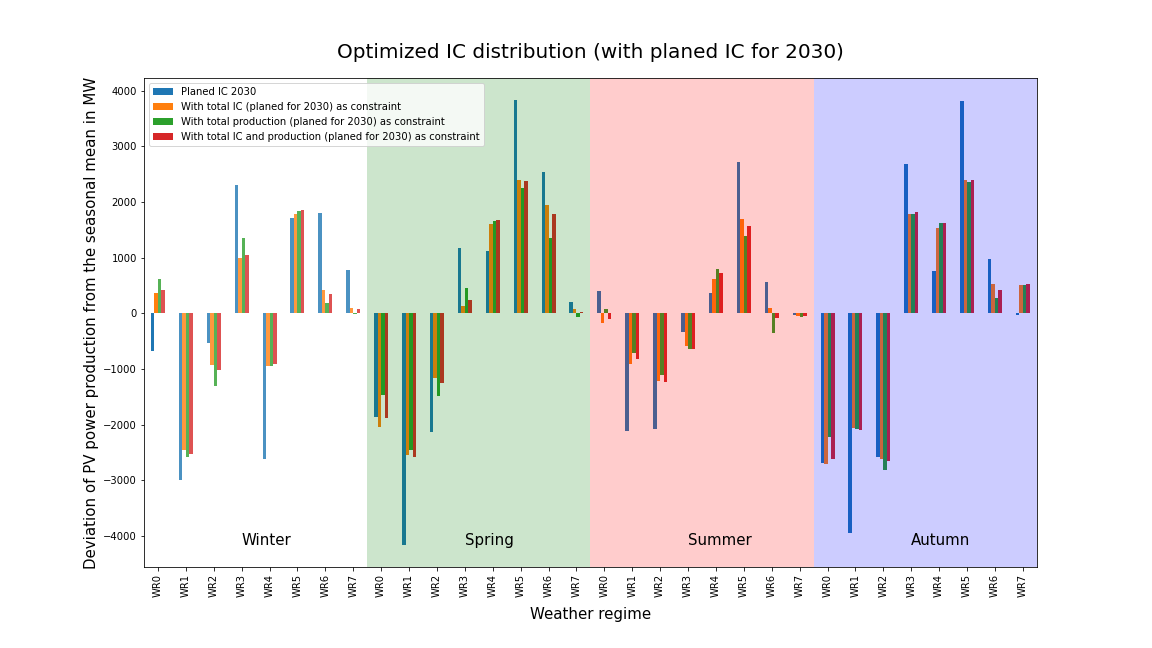 Optimized IC distribution (with planed IC for 2030)
Deviation of PV power production from the seasonal mean in MW
4000
3000
2000
1000
0
−1000
−2000
−3000
−4000
Planed IC 2030
With total IC (planed for 2030) as constraint
With total production (planed for 2030) as constraint
With total IC and production (planed for 2030) as constraint
Winter Spring Summer Autumn
WR0 WR1 WR2 WR3 WR4 WR5 WR6 WR7 WR0 WR1 WR2 WR3 WR4 WR5 WR6 WR7 WR0 WR1 WR2 WR3 WR4 WR5 WR6 WR7 WR0 WR1 WR2 WR3 WR4 WR5 WR6 WR7
Weather regime